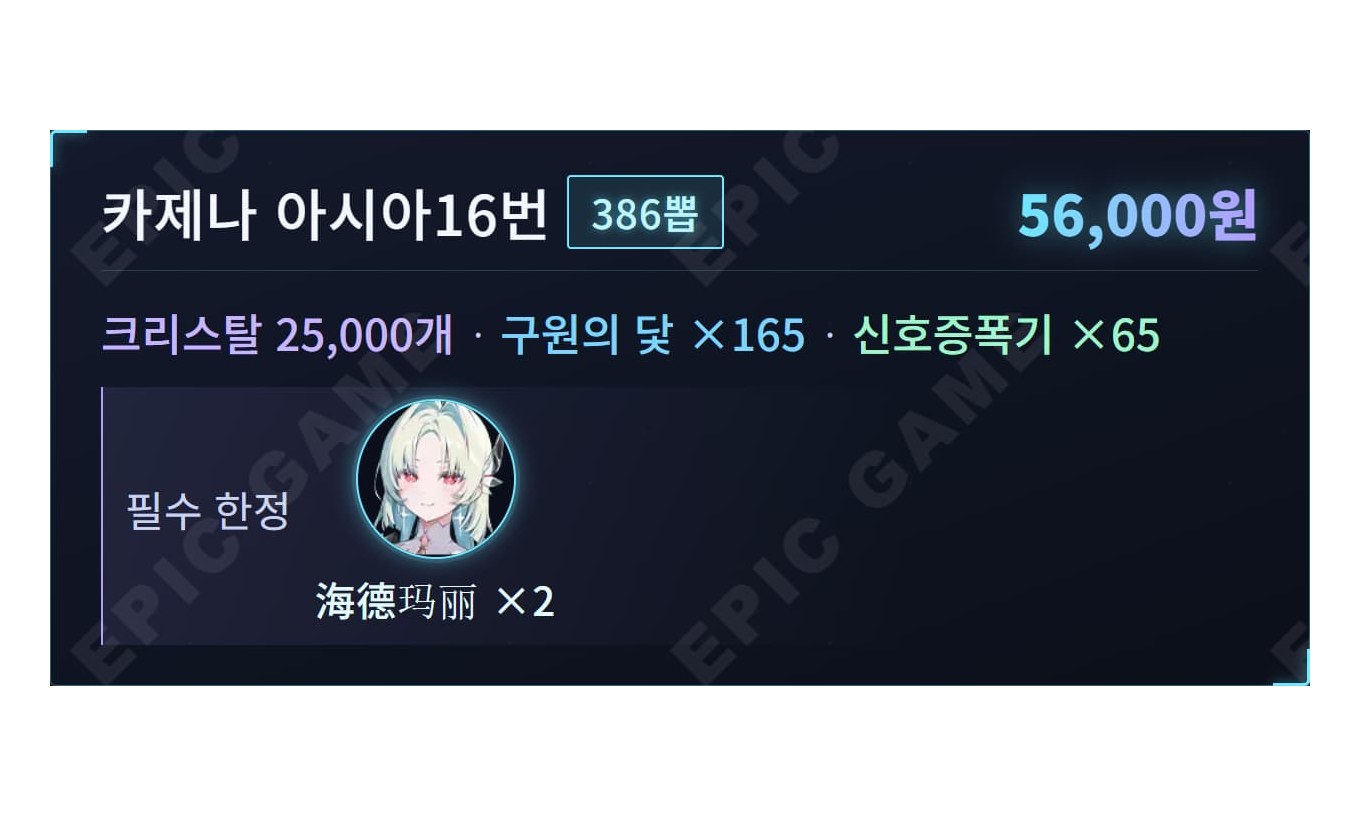 카제나 아시아16번 386뽑 56,000원
크리스탈 25,000개 · 구원의 닻 ×165 · 신호증폭기 ×65
필수 한정
海德玛丽 ×2
EPIC GAME
EPIC GAME